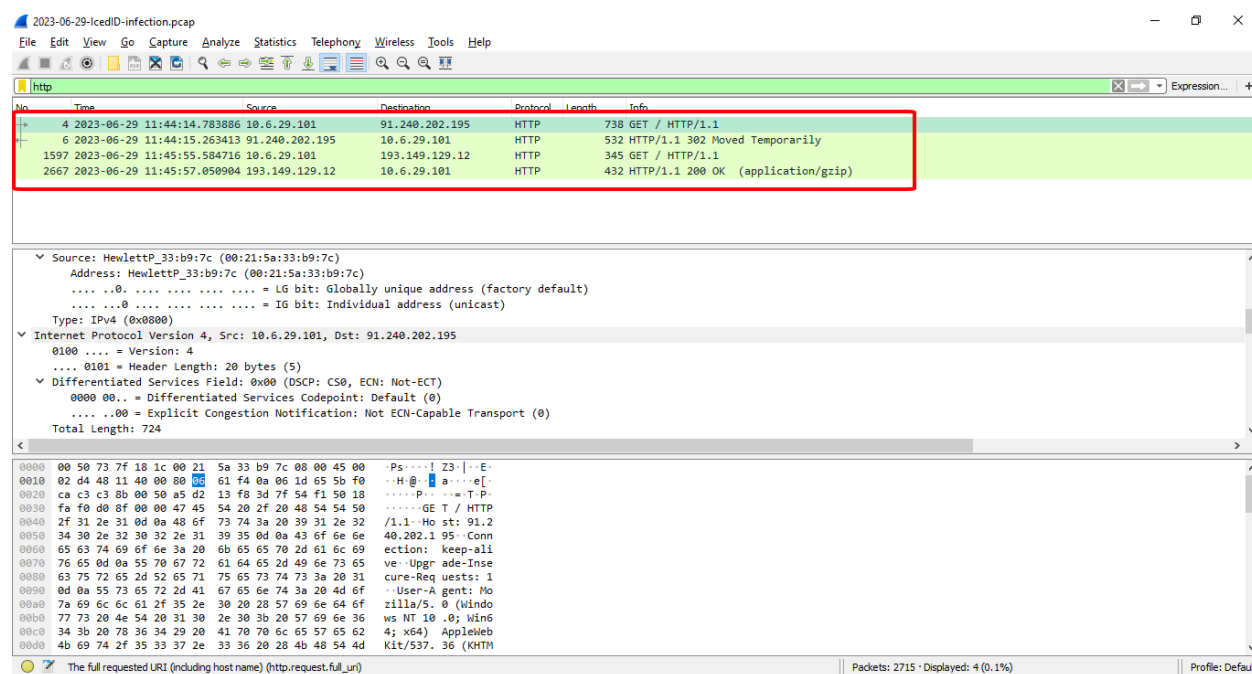 2023-06-29-IcedID-infection.pcap
File Edit View Go Capture Analyze Statistics Telephony Wireless Tools Help
http Expression... +
No. Time Source Destination Protocol Length Info
4 2023-06-29 11:44:14.783886 10.6.29.101 91.240.202.195 HTTP 738 GET / HTTP/1.1
6 2023-06-29 11:44:15.263413 91.240.202.195 10.6.29.101 HTTP 532 HTTP/1.1 302 Moved Temporarily
1597 2023-06-29 11:45:55.584716 10.6.29.101 193.149.129.12 HTTP 345 GET / HTTP/1.1
2667 2023-06-29 11:45:57.050904 193.149.129.12 10.6.29.101 HTTP 432 HTTP/1.1 200 OK (application/gzip)
Source: HewlettP_33:b9:7c (00:21:5a:33:b9:7c)
Address: HewlettP_33:b9:7c (00:21:5a:33:b9:7c)
.... ..0. .... .... .... .... = LG bit: Globally unique address (factory default)
.... ...0 .... .... .... .... = IG bit: Individual address (unicast)
Type: IPv4 (0x0800)
Internet Protocol Version 4, Src: 10.6.29.101, Dst: 91.240.202.195
0100 .... = Version: 4
.... 0101 = Header Length: 20 bytes (5)
Differentiated Services Field: 0x00 (DSCP: CS0, ECN: Not-ECT)
0000 00.. = Differentiated Services Codepoint: Default (0)
.... ..00 = Explicit Congestion Notification: Not ECN-Capable Transport (0)
Total Length: 724
0000 00 50 73 7f 18 1c 00 21 5a 33 b9 7c 08 00 45 00 ·Ps····! Z3·|··E·
0010 02 d4 48 11 40 00 80 06 61 f4 0a 06 1d 65 5b f0 ··H·@··· a····e[·
0020 ca c3 c3 8b 00 50 a5 d2 13 f8 3d 7f 54 f1 50 18 ·····P·· ··=·T·P·
0030 fa f0 d0 8f 00 00 47 45 54 20 2f 20 48 54 54 50 ······GE T / HTTP
0040 2f 31 2e 31 0d 0a 48 6f 73 74 3a 20 39 31 2e 32 /1.1··Ho st: 91.2
0050 34 30 2e 32 30 32 2e 31 39 35 0d 0a 43 6f 6e 6e 40.202.1 95··Conn
0060 65 63 74 69 6f 6e 3a 20 6b 65 65 70 2d 61 6c 69 ection: keep-ali
0070 76 65 0d 0a 55 70 67 72 61 64 65 2d 49 6e 73 65 ve··Upgr ade-Inse
0080 63 75 72 65 2d 52 65 71 75 65 73 74 73 3a 20 31 cure-Req uests: 1
0090 0d 0a 55 73 65 72 2d 41 67 65 6e 74 3a 20 4d 6f ··User-A gent: Mo
00a0 7a 69 6c 6c 61 2f 35 2e 30 20 28 57 69 6e 64 6f zilla/5. 0 (Windo
00b0 77 73 20 4e 54 20 31 30 2e 30 3b 20 57 69 6e 36 ws NT 10 .0; Win6
00c0 34 3b 20 78 36 34 29 20 41 70 70 6c 65 57 65 62 4; x64) AppleWeb
00d0 4b 69 74 2f 35 33 37 2e 33 36 20 28 4b 48 54 4d Kit/537. 36 (KHTM
The full requested URI (including host name) (http.request.full_uri) Packets: 2715 · Displayed: 4 (0.1%) Profile: Defau